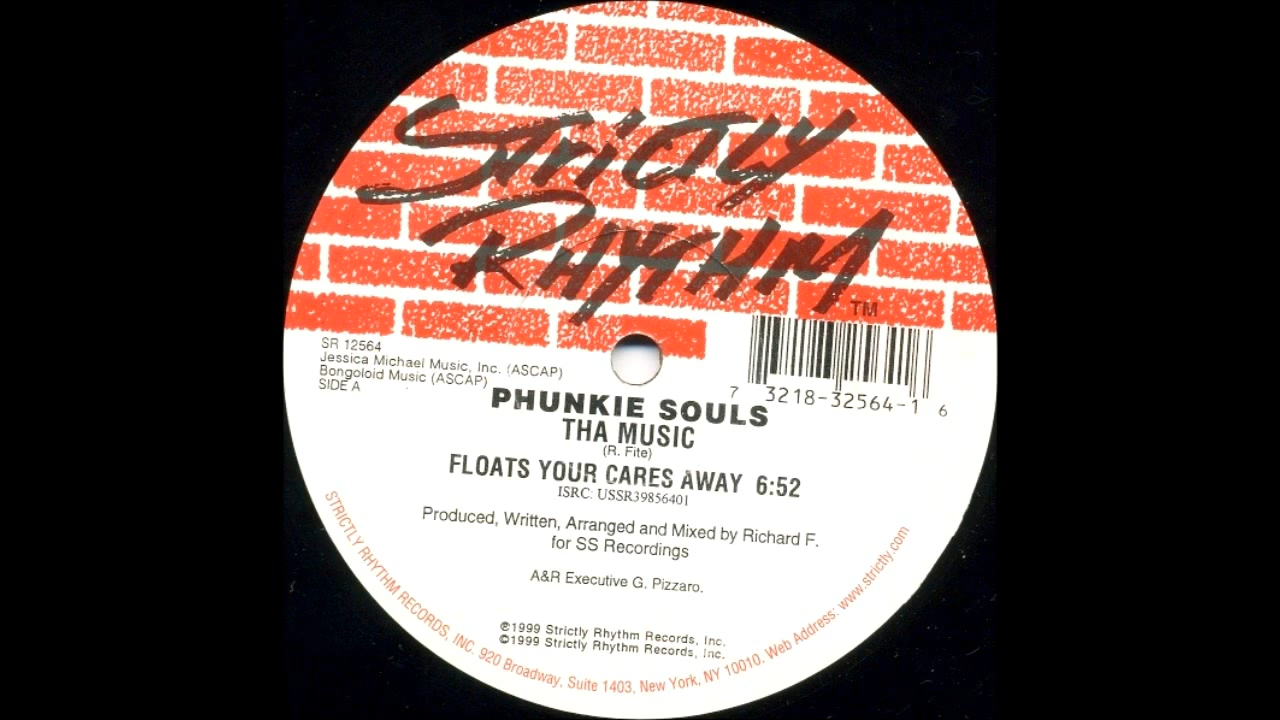 Strictly
Rhythm
TM
SR 12564
Jessica Michael Music, Inc. (ASCAP)
Bongoloid Music (ASCAP)
SIDE A
7 3218-32564-1 6
PHUNKIE SOULS
THA MUSIC
(R. Fite)
FLOATS YOUR CARES AWAY 6:52
ISRC: USSR39856401
Produced, Written, Arranged and Mixed by Richard F.
for SS Recordings
A&R Executive G. Pizzaro.
℗1999 Strictly Rhythm Records, Inc.
©1999 Strictly Rhythm Records, Inc.
STRICTLY RHYTHM RECORDS, INC. 920 Broadway, Suite 1403, New York, NY 10010. Web Address: www.strictly.com